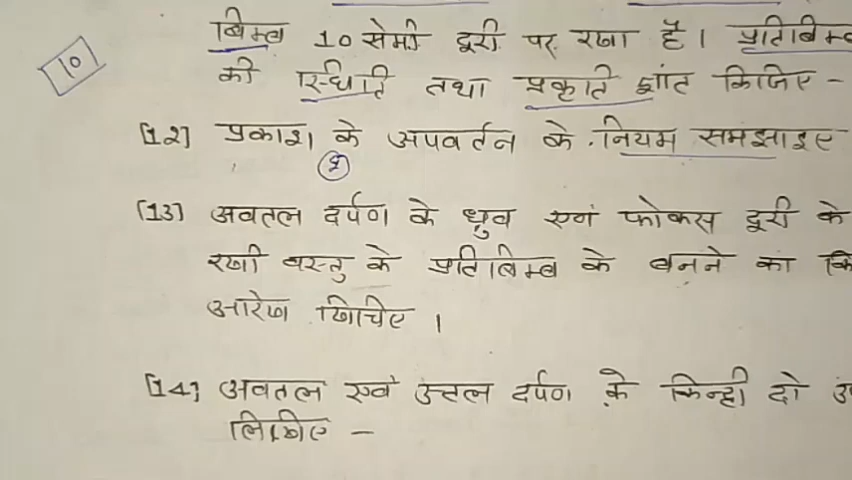 बिम्ब 10 सेमी दूरी पर रखा है। प्रतिबिम्ब
10
की स्थिति तथा प्रकृति ज्ञात किजिए -
[12] प्रकाश के अपवर्तन के नियम समझाइए
[13] अवतल दर्पण के ध्रुव एवं फोकस दूरी के
रखी वस्तु के प्रतिबिम्ब के बनने का कि
आरेख खिचिए ।
[14] अवतल एवं उत्तल दर्पण के किन्ही दो उ
लिखिए -